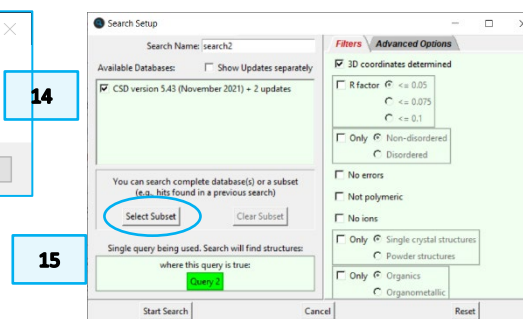 14
15
Search Setup
Search Name: search2
Available Databases: Show Updates separately
CSD version 5.43 (November 2021) + 2 updates
You can search complete database(s) or a subset
(e.g., hits found in a previous search)
Select Subset Clear Subset
Single query being used. Search will find structures:
where this query is true:
Query 2
Filters Advanced Options
3D coordinates determined
R factor <= 0.05
<= 0.075
<= 0.1
Only Non-disordered
Disordered
No errors
Not polymeric
No ions
Only Single crystal structures
Powder structures
Only Organics
Organometallic
Start Search Cancel Reset